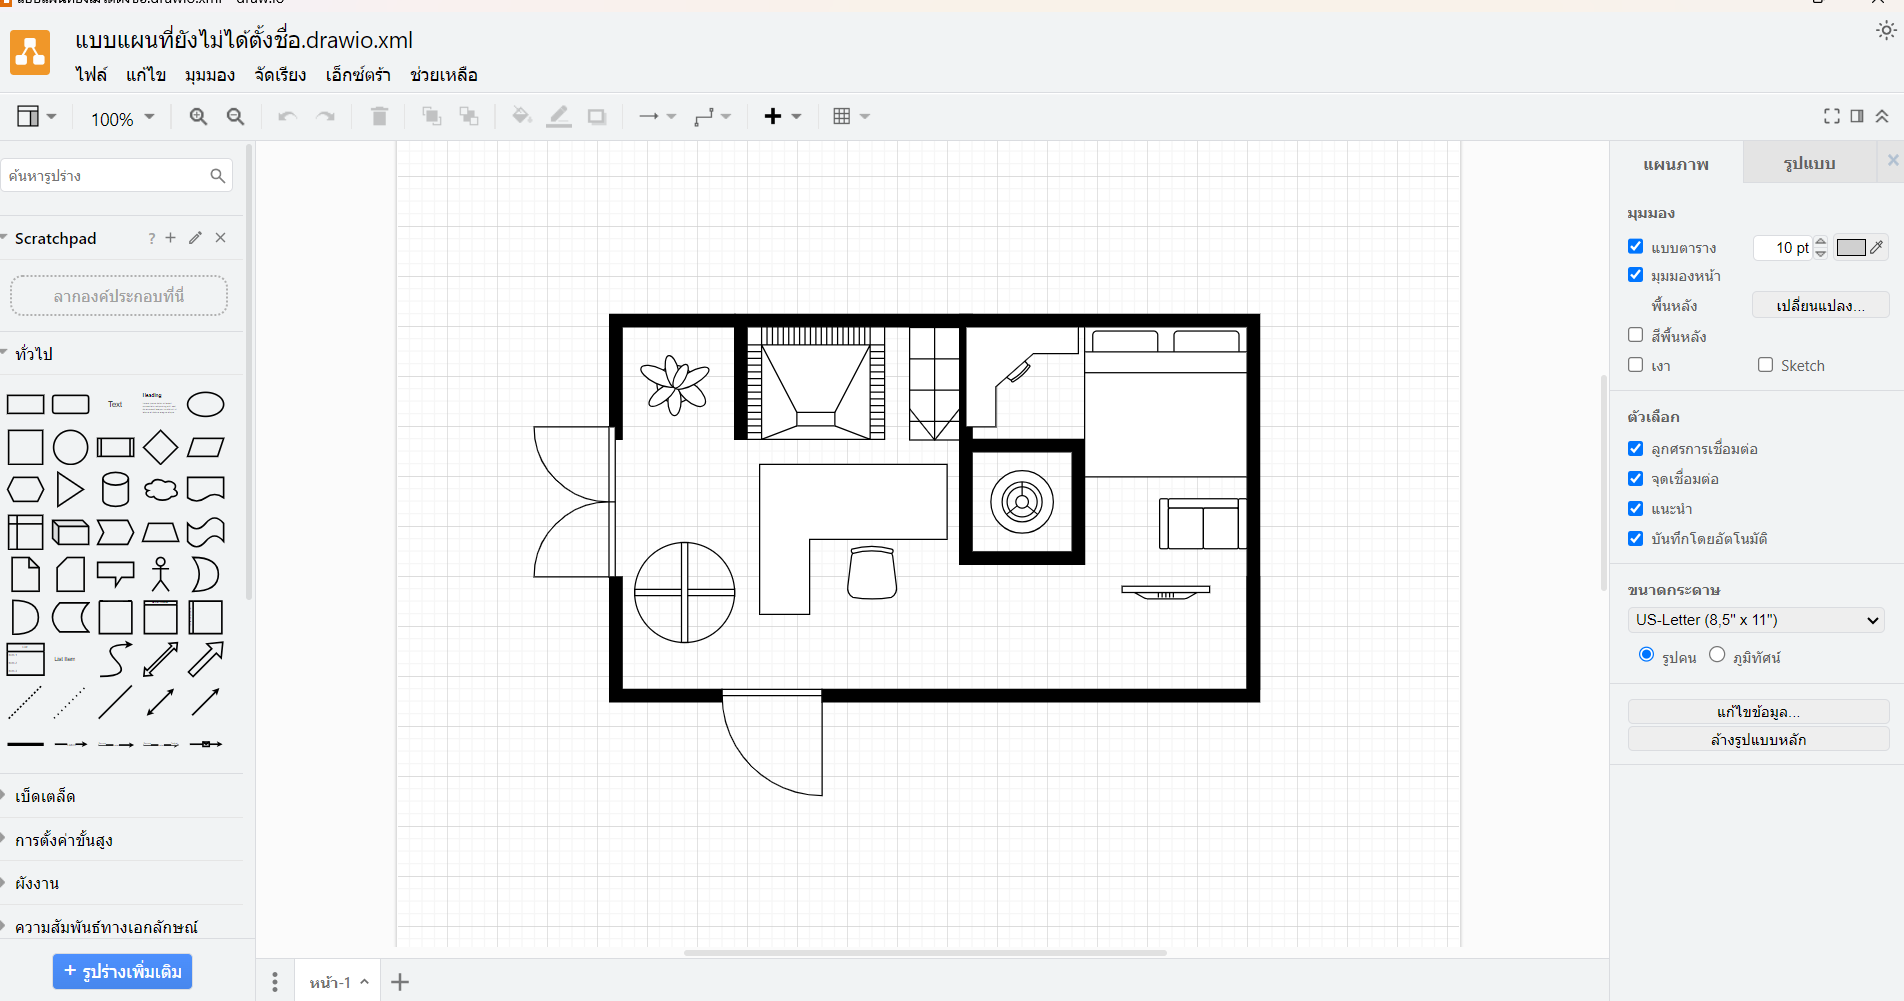 แบบแผนที่ยังไม่ได้ตั้งชื่อ.drawio.xml
ไฟล์ แก้ไข มุมมอง จัดเรียง เอ็กซ์ตร้า ช่วยเหลือ
100%
ค้นหารูปร่าง
Scratchpad ?
ลากองค์ประกอบที่นี่
ทั่วไป
Text
Heading
List Item
เบ็ดเตล็ด
การตั้งค่าขั้นสูง
ผังงาน
ความสัมพันธ์ทางเอกลักษณ์
+ รูปร่างเพิ่มเติม
หน้า-1
แผนภาพ
รูปแบบ
มุมมอง
แบบตาราง 10 pt
มุมมองหน้า
พื้นหลัง เปลี่ยนแปลง...
สีพื้นหลัง
เงา Sketch
ตัวเลือก
ลูกศรการเชื่อมต่อ
จุดเชื่อมต่อ
แนะนำ
บันทึกโดยอัตโนมัติ
ขนาดกระดาษ
US-Letter (8,5" x 11")
รูปคน ภูมิทัศน์
แก้ไขข้อมูล...
ล้างรูปแบบหลัก